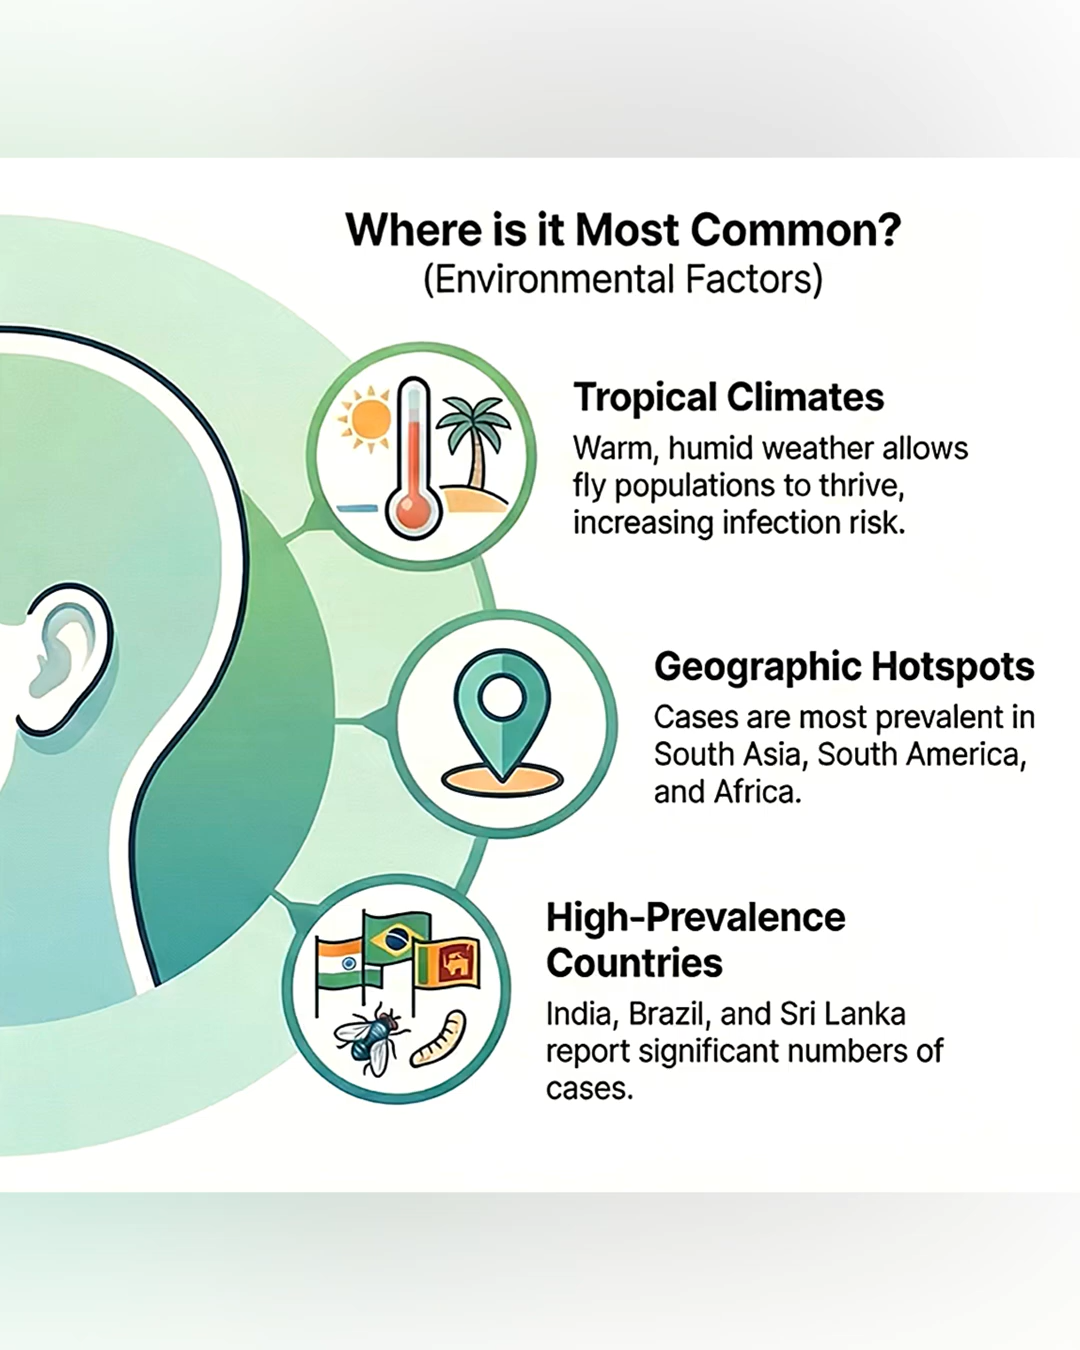 Where is it Most Common?
(Environmental Factors)
Tropical Climates
Warm, humid weather allows
fly populations to thrive,
increasing infection risk.
Geographic Hotspots
Cases are most prevalent in
South Asia, South America,
and Africa.
High-Prevalence
Countries
India, Brazil, and Sri Lanka
report significant numbers of
cases.